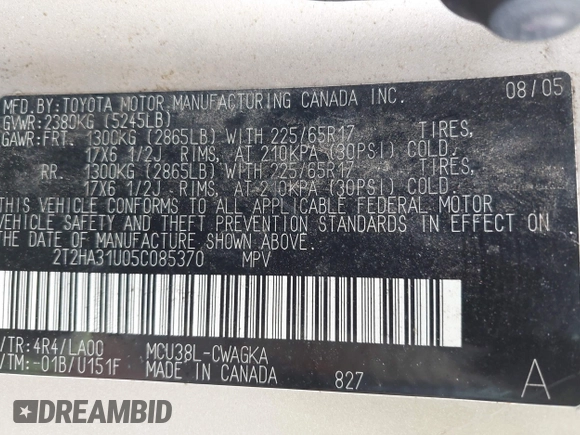 MFD.BY:TOYOTA MOTOR MANUFACTURING CANADA INC. 08/05
GVWR:2380KG (5245LB)
GAWR:FRT. 1300KG (2865LB) WITH 225/65R17 TIRES,
17X6 1/2J RIMS, AT 210KPA (30PSI) COLD.
RR. 1300KG (2865LB) WITH 225/65R17 TIRES,
17X6 1/2J RIMS, AT 210KPA (30PSI) COLD.
THIS VEHICLE CONFORMS TO ALL APPLICABLE FEDERAL MOTOR
VEHICLE SAFETY AND THEFT PREVENTION STANDARDS IN EFFECT ON
THE DATE OF MANUFACTURE SHOWN ABOVE.
2T2HA31U05C085370 MPV
/TR:4R4/LA00 MCU38L-CWAGKA
/TM:-01B/U151F MADE IN CANADA 827 A
DREAMBID